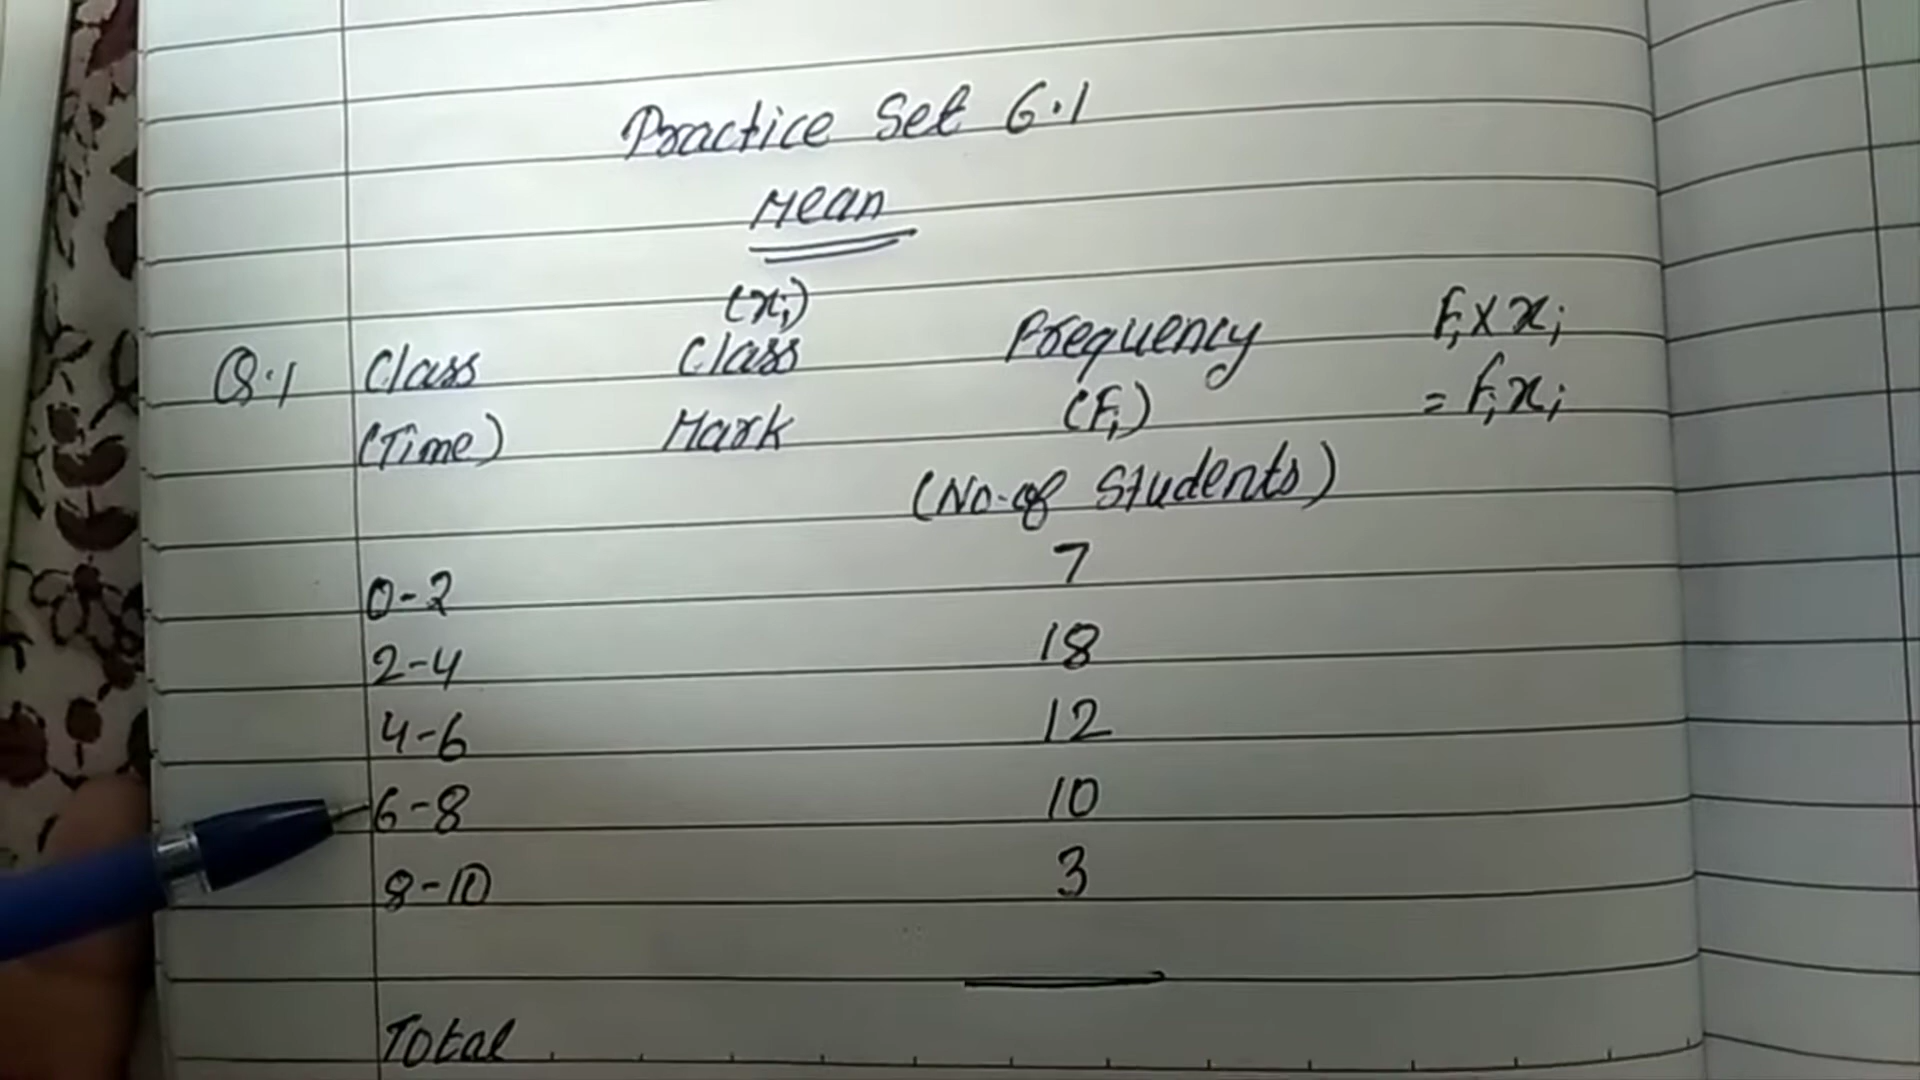 Practice Set 6.1
Mean
(xi)
Q.1 Class Class Frequency Fi x xi
(Time) Mark (Fi) = fixi
(No. of Students)
0-2 7
2-4 18
4-6 12
6-8 10
8-10 3
Total